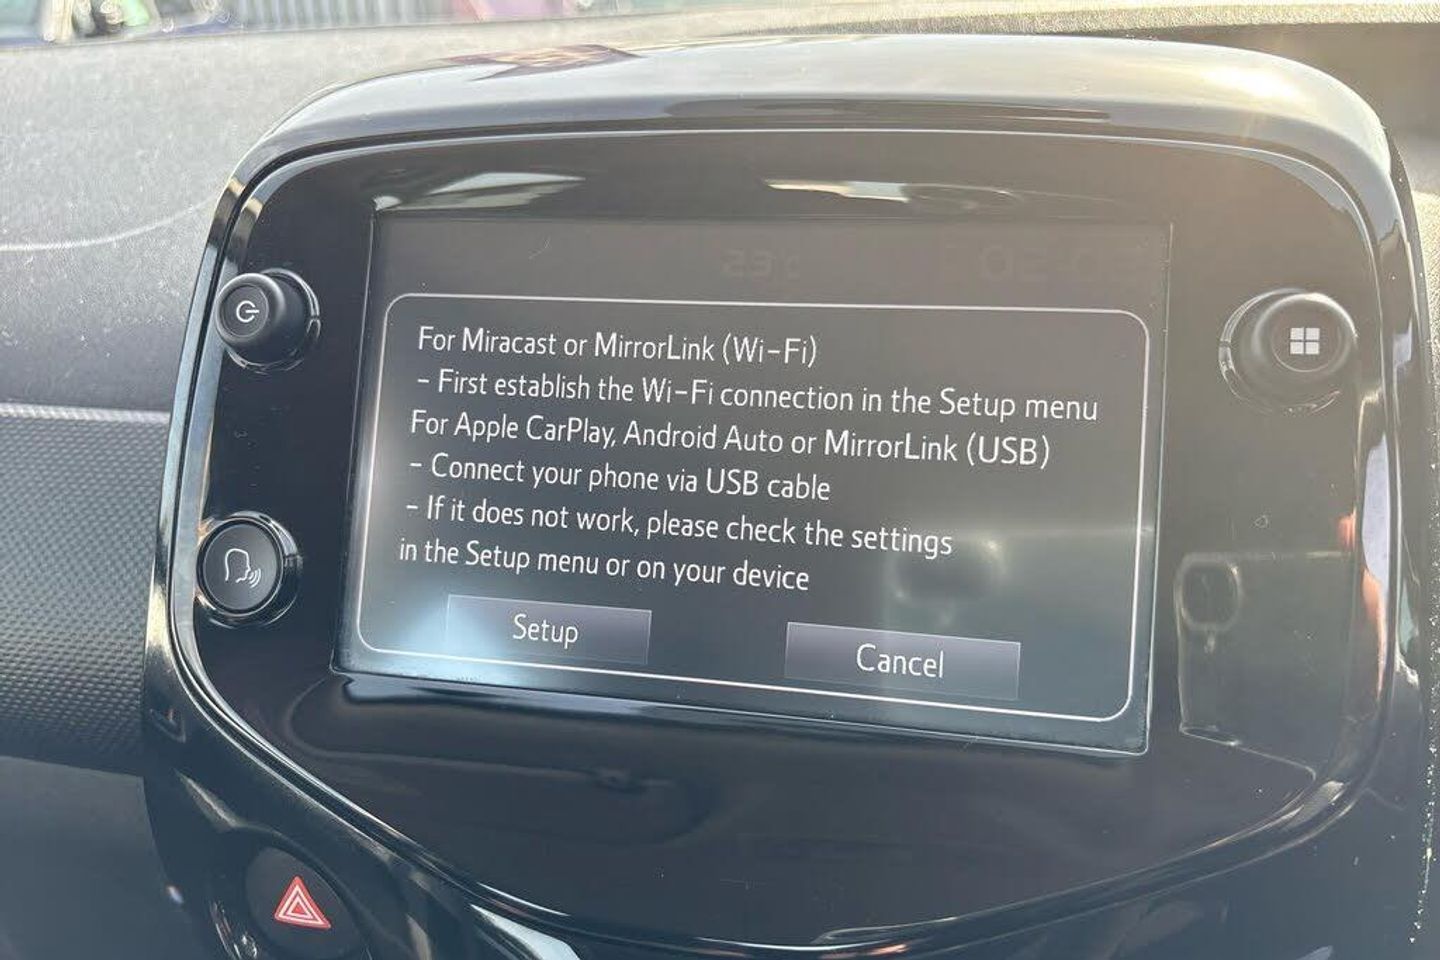 23°C
For Miracast or MirrorLink (Wi-Fi)
- First establish the Wi-Fi connection in the Setup menu
For Apple CarPlay, Android Auto or MirrorLink (USB)
- Connect your phone via USB cable
- If it does not work, please check the settings
in the Setup menu or on your device
Setup
Cancel